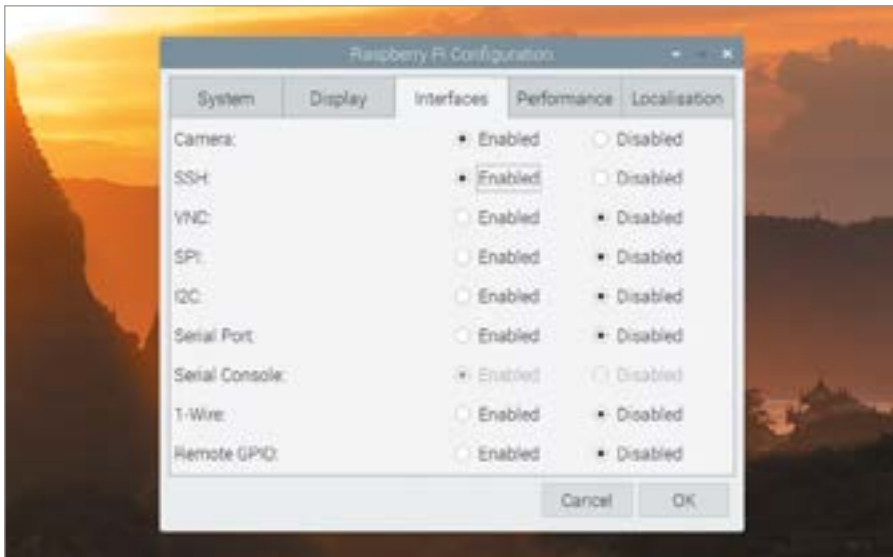 Raspberry Pi Configuration
System Display Interfaces Performance Localisation
Camera: Enabled Disabled
SSH: Enabled Disabled
VNC: Enabled Disabled
SPI: Enabled Disabled
I2C: Enabled Disabled
Serial Port: Enabled Disabled
Serial Console: Enabled Disabled
1-Wire: Enabled Disabled
Remote GPIO: Enabled Disabled
Cancel OK